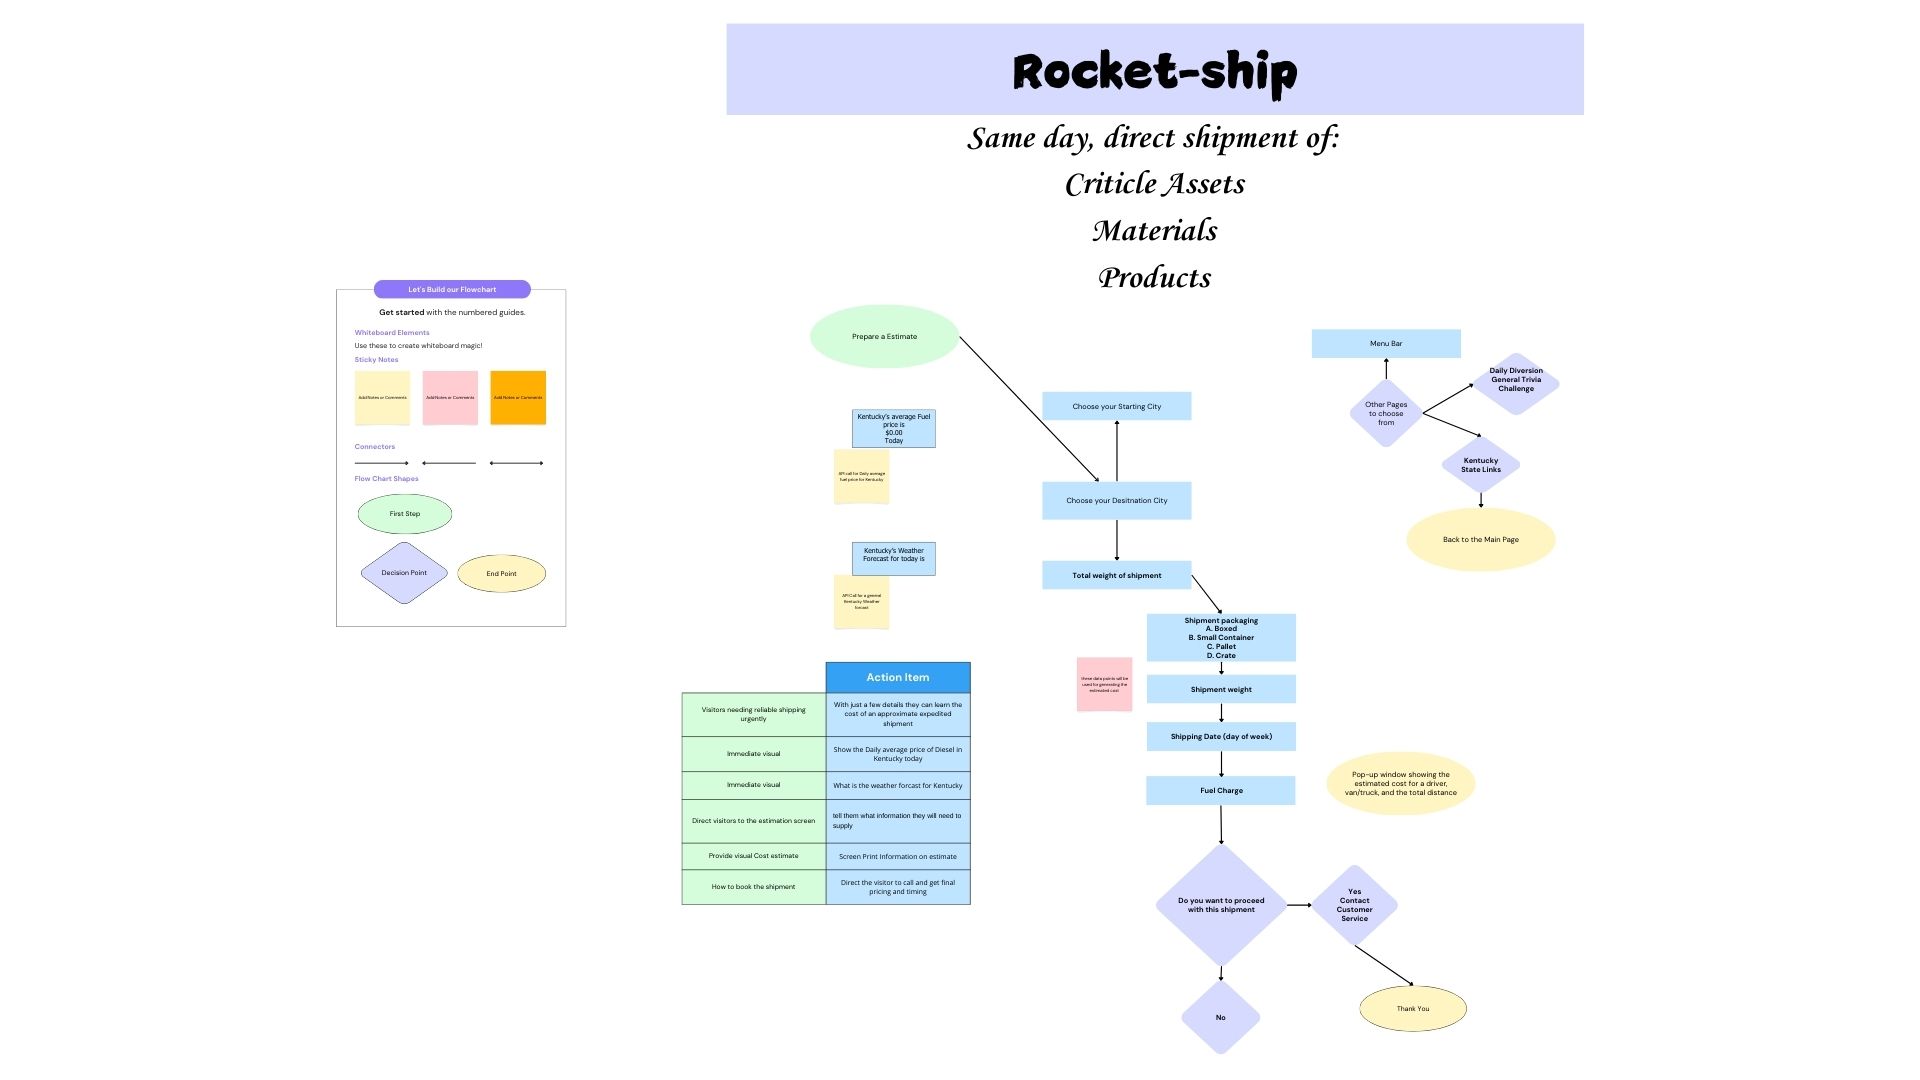 Rocket-ship
Same day, direct shipment of:
Criticle Assets
Materials
Products
Let's Build our Flowchart
Get started with the numbered guides.
Whiteboard Elements
Use these to create whiteboard magic!
Sticky Notes
Add Notes or Comments
Add Notes or Comments
Add Notes or Comments
Connectors
Flow Chart Shapes
First Step
Decision Point
End Point
Prepare a Estimate
Kentucky's average Fuel
price is
$0.00
Today
API call for Daily average
fuel price for Kentucky
Kentucky's Weather
Forecast for today is
API Call for a general
Kentucky Weather
forcast
Action Item
Visitors needing reliable shipping
urgently
With just a few details they can learn the
cost of an approximate expedited
shipment
Immediate visual
Show the Daily average price of Diesel in
Kentucky today
Immediate visual
What is the weather forcast for Kentucky
Direct visitors to the estimation screen
tell them what information they will need to
supply
Provide visual Cost estimate
Screen Print Information on estimate
How to book the shipment
Direct the visitor to call and get final
pricing and timing
Choose your Starting City
Choose your Desitnation City
Total weight of shipment
Shipment packaging
A. Boxed
B. Small Container
C. Pallet
D. Crate
these data points will be
used for generating the
estimated cost
Shipment weight
Shipping Date (day of week)
Fuel Charge
Pop-up window showing the
estimated cost for a driver,
van/truck, and the total distance
Do you want to proceed
with this shipment
Yes
Contact
Customer
Service
No
Thank You
Menu Bar
Other Pages
to choose
from
Daily Diversion
General Trivia
Challenge
Kentucky
State Links
Back to the Main Page